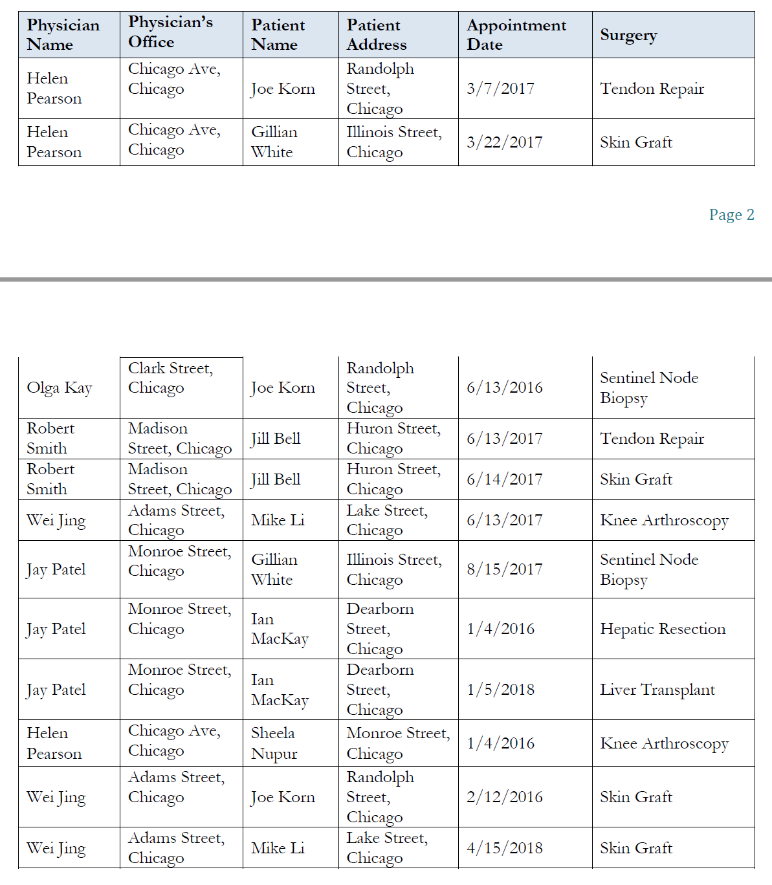 Physician Name | Physician's Office | Patient Name | Patient Address | Appointment Date | Surgery
Helen Pearson | Chicago Ave, Chicago | Joe Korn | Randolph Street, Chicago | 3/7/2017 | Tendon Repair
Helen Pearson | Chicago Ave, Chicago | Gillian White | Illinois Street, Chicago | 3/22/2017 | Skin Graft
Page 2
Olga Kay | Clark Street, Chicago | Joe Korn | Randolph Street, Chicago | 6/13/2016 | Sentinel Node Biopsy
Robert Smith | Madison Street, Chicago | Jill Bell | Huron Street, Chicago | 6/13/2017 | Tendon Repair
Robert Smith | Madison Street, Chicago | Jill Bell | Huron Street, Chicago | 6/14/2017 | Skin Graft
Wei Jing | Adams Street, Chicago | Mike Li | Lake Street, Chicago | 6/13/2017 | Knee Arthroscopy
Jay Patel | Monroe Street, Chicago | Gillian White | Illinois Street, Chicago | 8/15/2017 | Sentinel Node Biopsy
Jay Patel | Monroe Street, Chicago | Ian MacKay | Dearborn Street, Chicago | 1/4/2016 | Hepatic Resection
Jay Patel | Monroe Street, Chicago | Ian MacKay | Dearborn Street, Chicago | 1/5/2018 | Liver Transplant
Helen Pearson | Chicago Ave, Chicago | Sheela Nupur | Monroe Street, Chicago | 1/4/2016 | Knee Arthroscopy
Wei Jing | Adams Street, Chicago | Joe Korn | Randolph Street, Chicago | 2/12/2016 | Skin Graft
Wei Jing | Adams Street, Chicago | Mike Li | Lake Street, Chicago | 4/15/2018 | Skin Graft